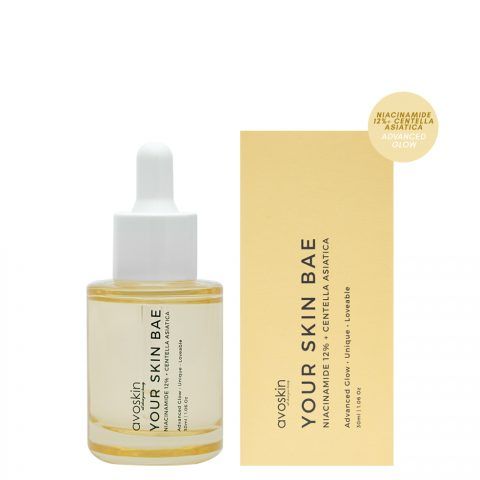 NIACINAMIDE
12%+ CENTELLA
ASIATICA
ADVANCED
GLOW
avoskin
YOUR SKIN BAE
NIACINAMIDE 12% + CENTELLA ASIATICA
Advanced Glow · Unique · Loveable
30ml | 1.06 Oz
avoskin
YOUR SKIN BAE
NIACINAMIDE 12% + CENTELLA ASIATICA
Advanced Glow · Unique · Loveable
30ml | 1.06 Oz